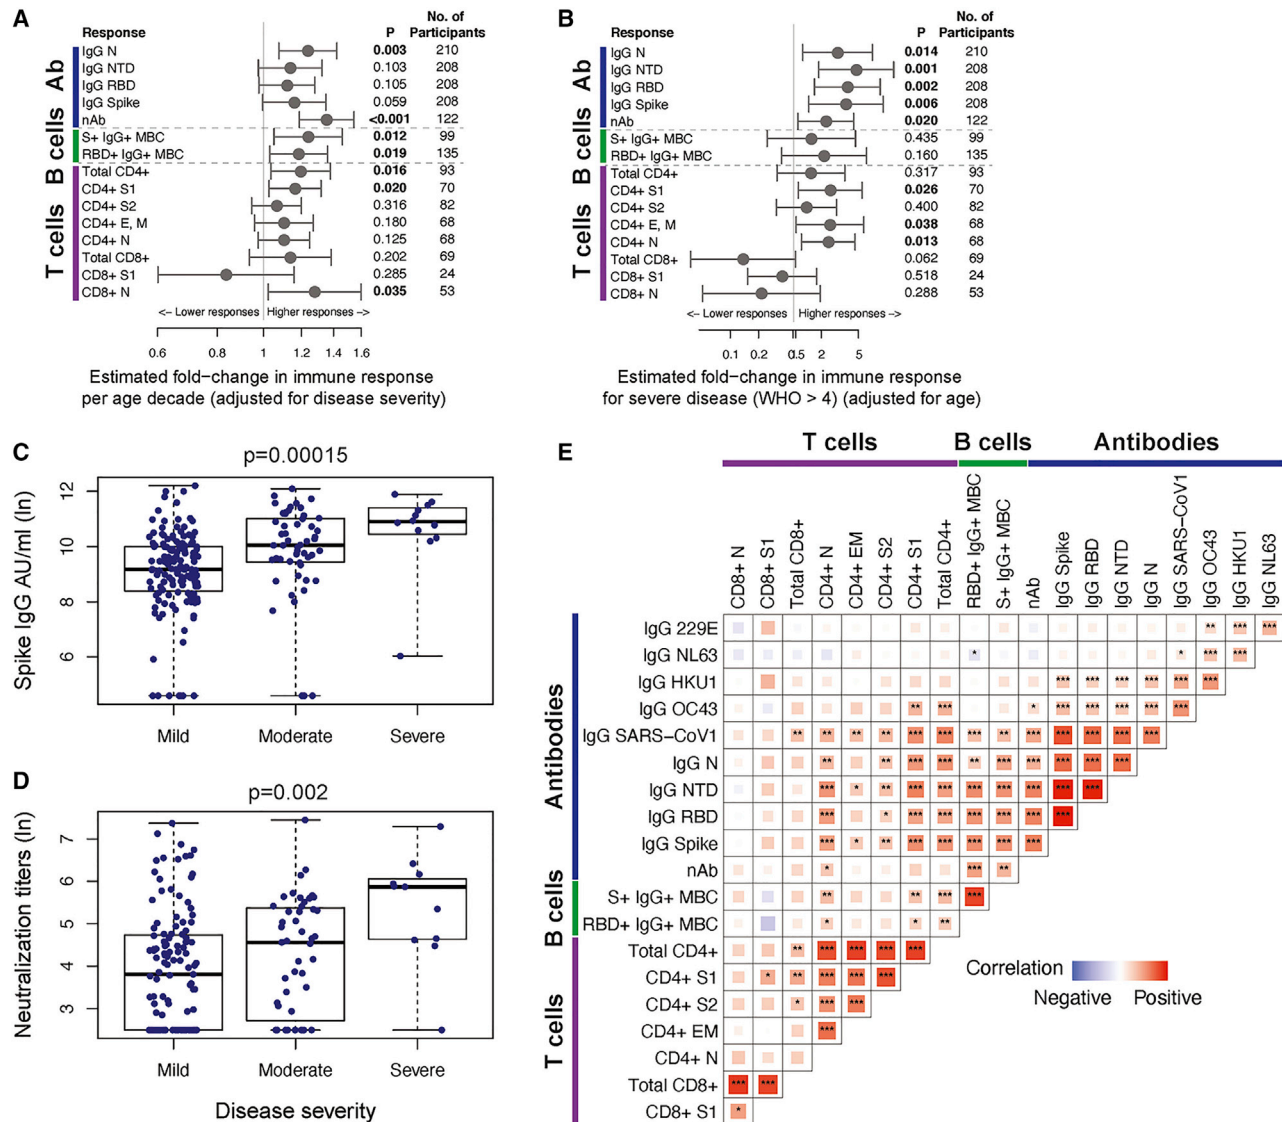 A
Response
P
No. of
Participants
Ab
B cells
T cells
IgG N 0.003 210
IgG NTD 0.103 208
IgG RBD 0.105 208
IgG Spike 0.059 208
nAb <0.001 122
S+ IgG+ MBC 0.012 99
RBD+ IgG+ MBC 0.019 135
Total CD4+ 0.016 93
CD4+ S1 0.020 70
CD4+ S2 0.316 82
CD4+ E, M 0.180 68
CD4+ N 0.125 68
Total CD8+ 0.202 69
CD8+ S1 0.285 24
CD8+ N 0.035 53
<- Lower responses Higher responses ->
0.6 0.8 1 1.2 1.4 1.6
Estimated fold-change in immune response
per age decade (adjusted for disease severity)
B
Response
P
No. of
Participants
Ab
B cells
T cells
IgG N 0.014 210
IgG NTD 0.001 208
IgG RBD 0.002 208
IgG Spike 0.006 208
nAb 0.020 122
S+ IgG+ MBC 0.435 99
RBD+ IgG+ MBC 0.160 135
Total CD4+ 0.317 93
CD4+ S1 0.026 70
CD4+ S2 0.400 82
CD4+ E, M 0.038 68
CD4+ N 0.013 68
Total CD8+ 0.062 69
CD8+ S1 0.518 24
CD8+ N 0.288 53
<- Lower responses Higher responses ->
0.1 0.2 2 5
Estimated fold-change in immune response
for severe disease (WHO > 4) (adjusted for age)
C
p=0.00015
Spike IgG AU/ml (ln)
12
10
8
6
Mild Moderate Severe
D
p=0.002
Neutralization titers (ln)
7
6
5
4
3
Mild Moderate Severe
Disease severity
E
T cells B cells Antibodies
CD8+ N
CD8+ S1
Total CD8+
CD4+ N
CD4+ EM
CD4+ S2
CD4+ S1
Total CD4+
RBD+ IgG+ MBC
S+ IgG+ MBC
nAb
IgG Spike
IgG RBD
IgG NTD
IgG N
IgG SARS-CoV1
IgG OC43
IgG HKU1
IgG NL63
Antibodies
B cells
T cells
IgG 229E ** *** ***
IgG NL63 * * *** ***
IgG HKU1 *** *** *** *** *** ***
IgG OC43 ** *** * *** *** *** *** ***
IgG SARS-CoV1 ** ** ** ** *** *** *** ** *** *** *** *** ***
IgG N ** ** *** *** ** *** *** *** *** ***
IgG NTD *** * ** *** *** *** *** *** *** ***
IgG RBD *** * *** *** *** *** *** ***
IgG Spike *** * ** *** *** *** *** ***
nAb * *** **
S+ IgG+ MBC ** ** *** ***
RBD+ IgG+ MBC * * **
Total CD4+ ** *** *** *** ***
CD4+ S1 * ** *** *** ***
CD4+ S2 * *** ***
CD4+ EM ***
CD4+ N
Total CD8+ *** ***
CD8+ S1 *
Correlation
Negative Positive